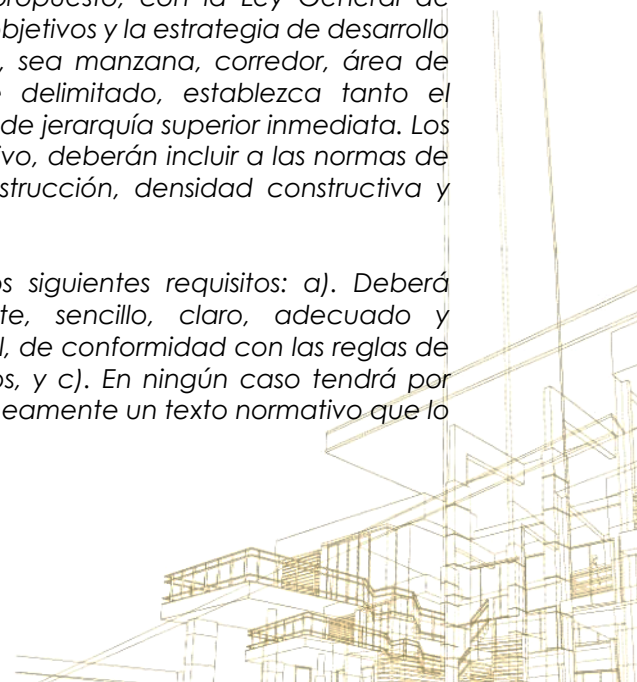 propuesto, con la Ley General de
bjetivos y la estrategia de desarrollo
, sea manzana, corredor, área de
delimitado, establezca tanto el
de jerarquía superior inmediata. Los
ivo, deberán incluir a las normas de
strucción, densidad constructiva y
os siguientes requisitos: a). Deberá
te, sencillo, claro, adecuado y
l, de conformidad con las reglas de
os, y c). En ningún caso tendrá por
neamente un texto normativo que lo